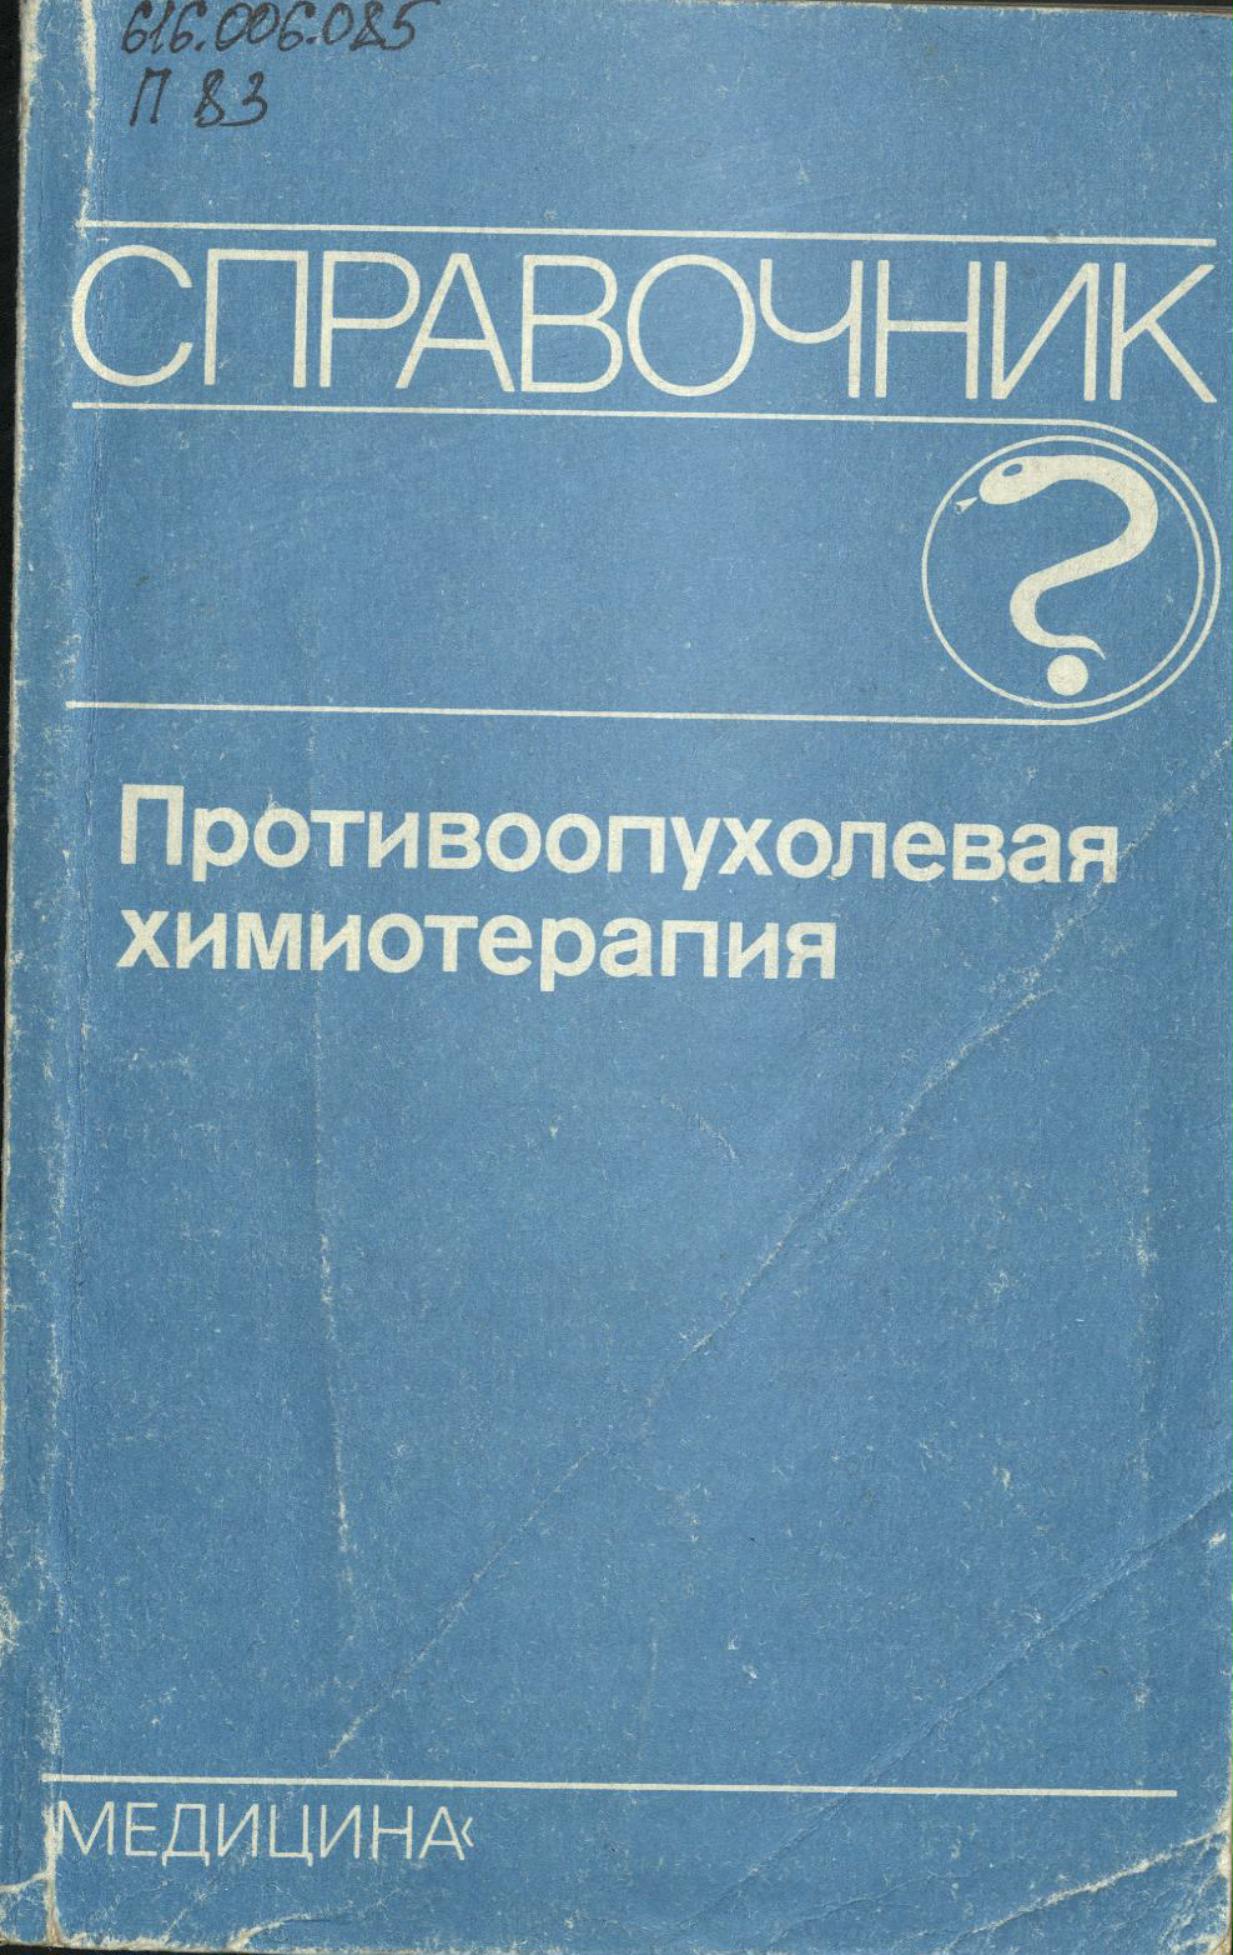 616.006.085
П 83
СПРАВОЧНИК
Противоопухолевая
химиотерапия
МЕДИЦИНА